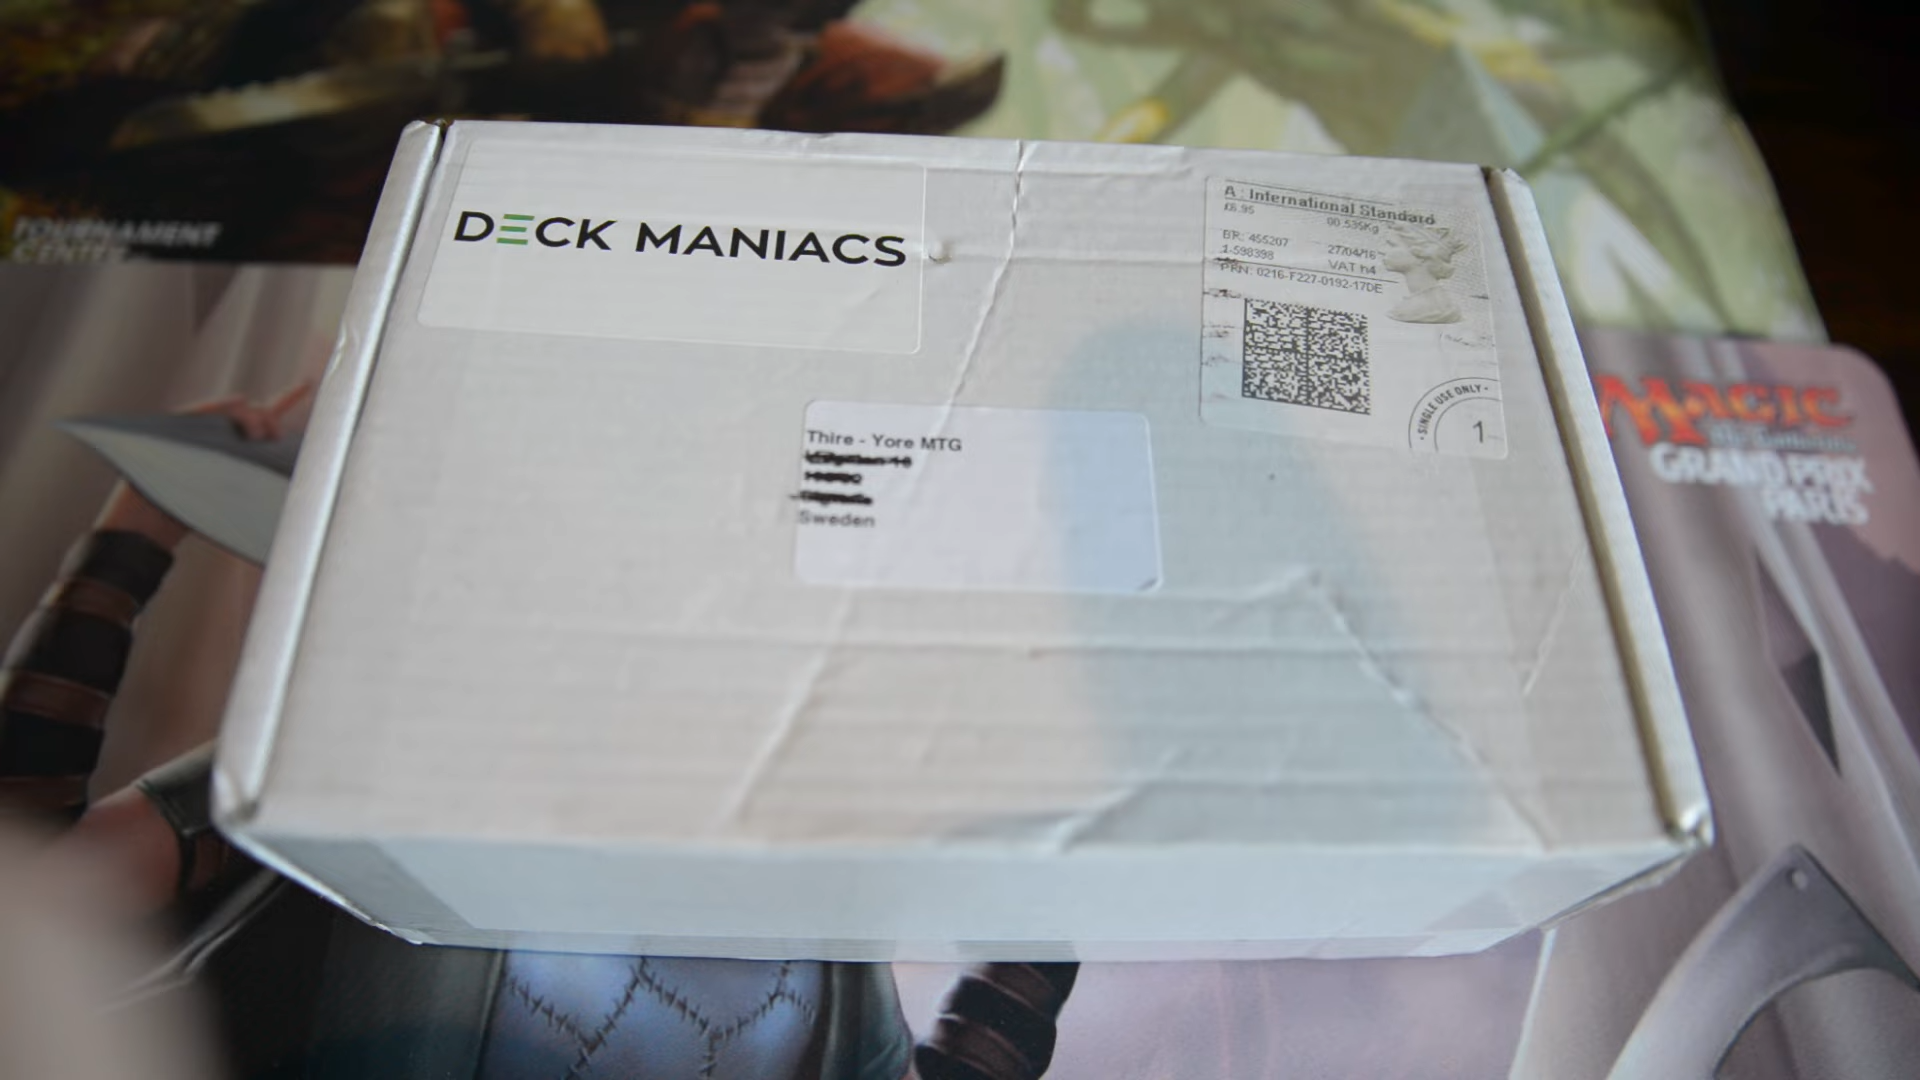 TOURNAMENT
CENTER
DECK MANIACS
A : International Standard
£6.95
00.535Kg
BR: 455207
27/04/16
1-598398
VAT h4
PRN: 0216-F227-0192-17DE
· SINGLE USE ONLY ·
1
Thire - Yore MTG
Sweden
MAGIC
GRAND PRIX
PARIS